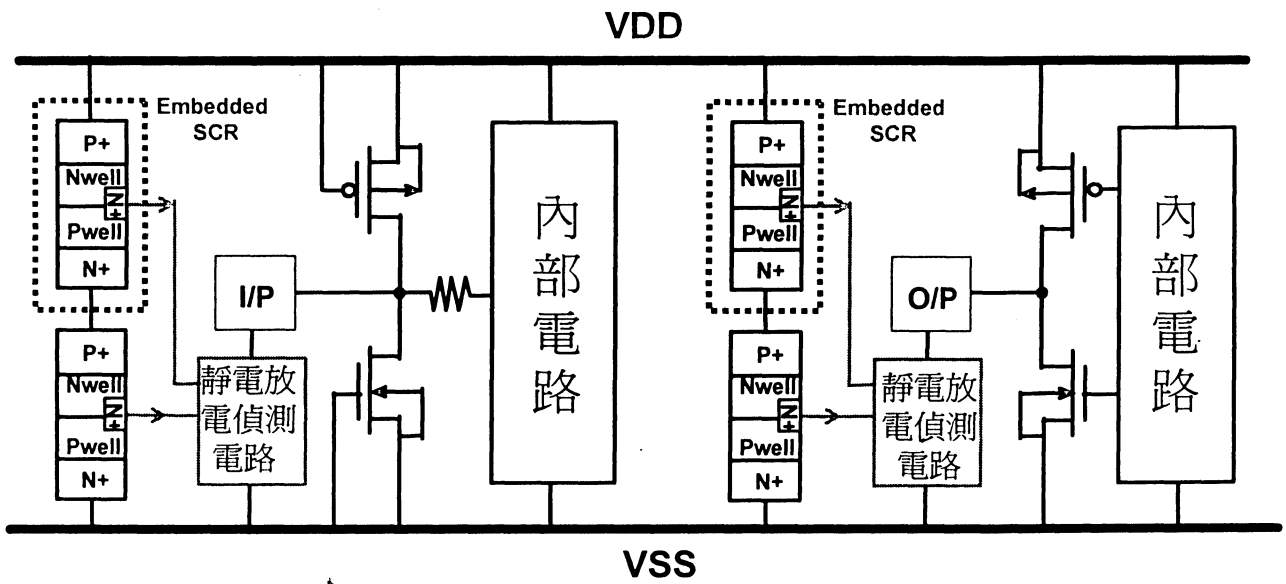 VDD
Embedded
SCR
P+
Nwell
N+
Pwell
N+
P+
Nwell
N+
Pwell
N+
I/P
靜電放
電偵測
電路
內部電路
Embedded
SCR
P+
Nwell
N+
Pwell
N+
P+
Nwell
N+
Pwell
N+
O/P
靜電放
電偵測
電路
內部電路
VSS